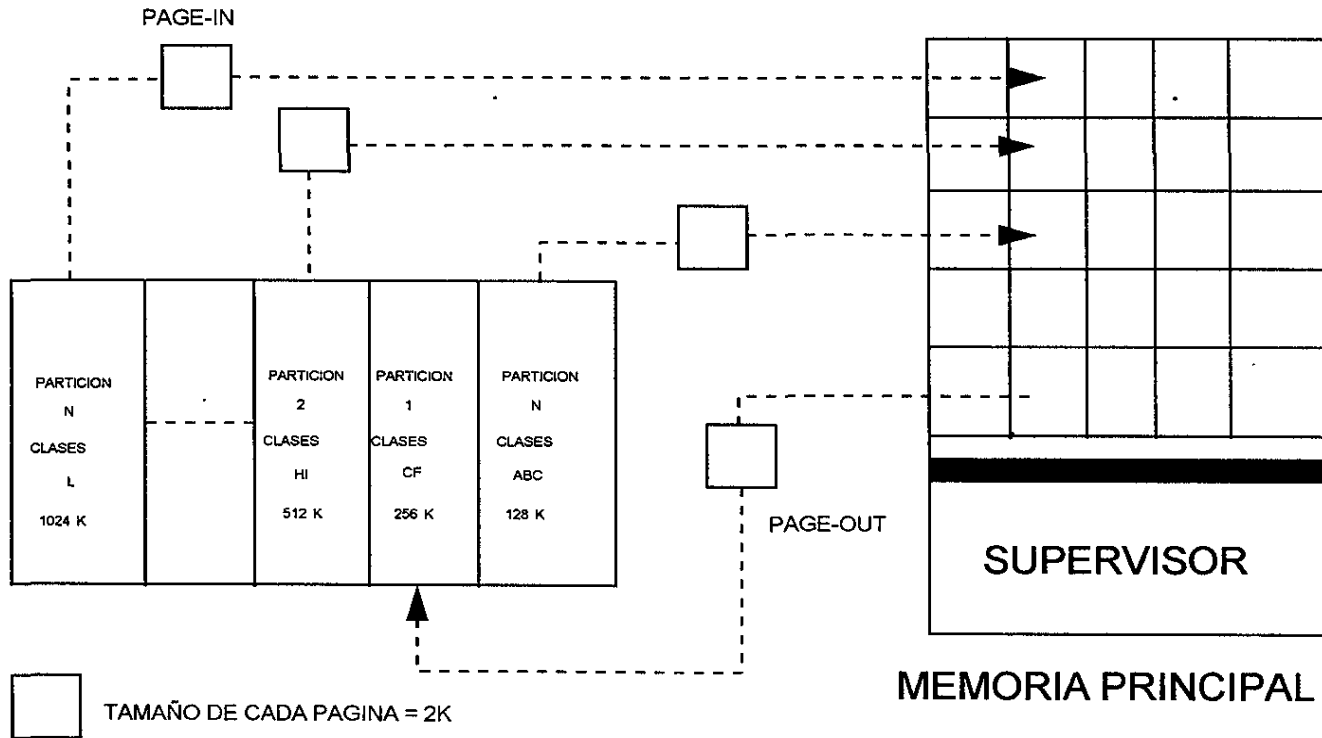 PAGE-IN
PARTICION
N
CLASES
L
1024 K
PARTICION
2
CLASES
HI
512 K
PARTICION
1
CLASES
CF
256 K
PARTICION
N
CLASES
ABC
128 K
PAGE-OUT
SUPERVISOR
MEMORIA PRINCIPAL
TAMAÑO DE CADA PAGINA = 2K